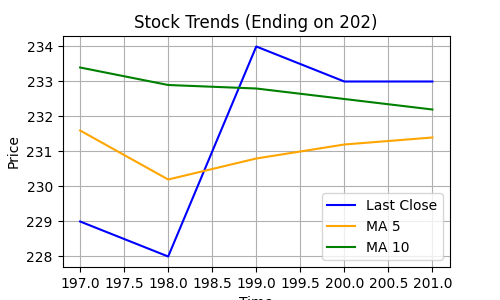 Stock Trends (Ending on 202)
Price
234
233
232
231
230
229
228
Last Close
MA 5
MA 10
197.0 197.5 198.0 198.5 199.0 199.5 200.0 200.5 201.0
Time